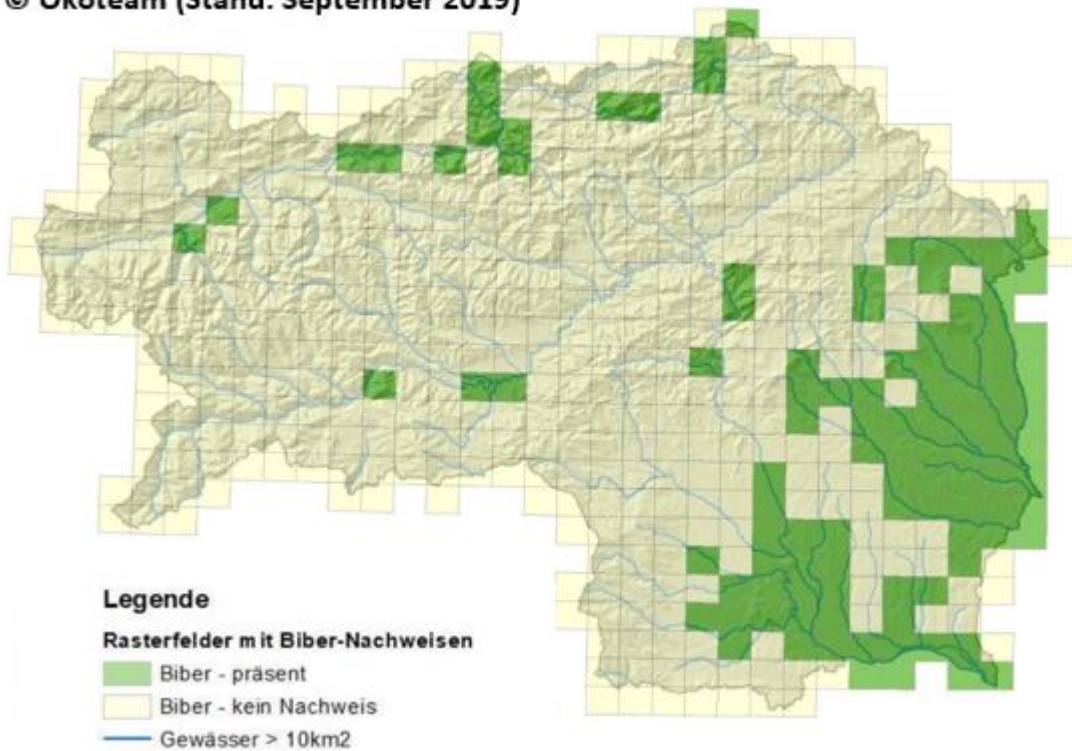 © Ökoteam (Stand: September 2019)
Legende
Rasterfelder mit Biber-Nachweisen
Biber - präsent
Biber - kein Nachweis
Gewässer > 10km2